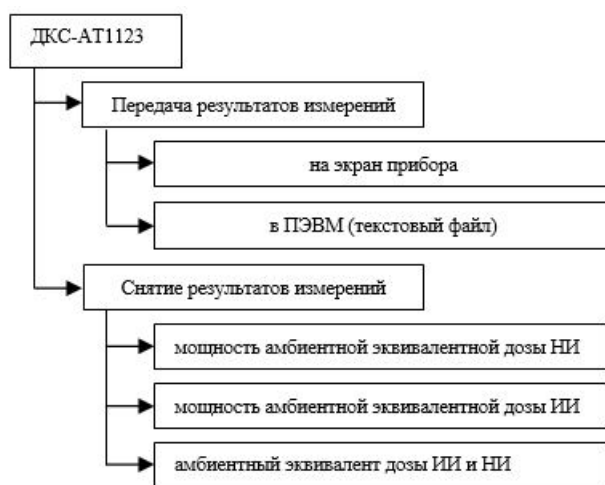 ДКС-АТ1123
Передача результатов измерений
на экран прибора
в ПЭВМ (текстовый файл)
Снятие результатов измерений
мощность амбиентной эквивалентной дозы НИ
мощность амбиентной эквивалентной дозы ИИ
амбиентный эквивалент дозы ИИ и НИ